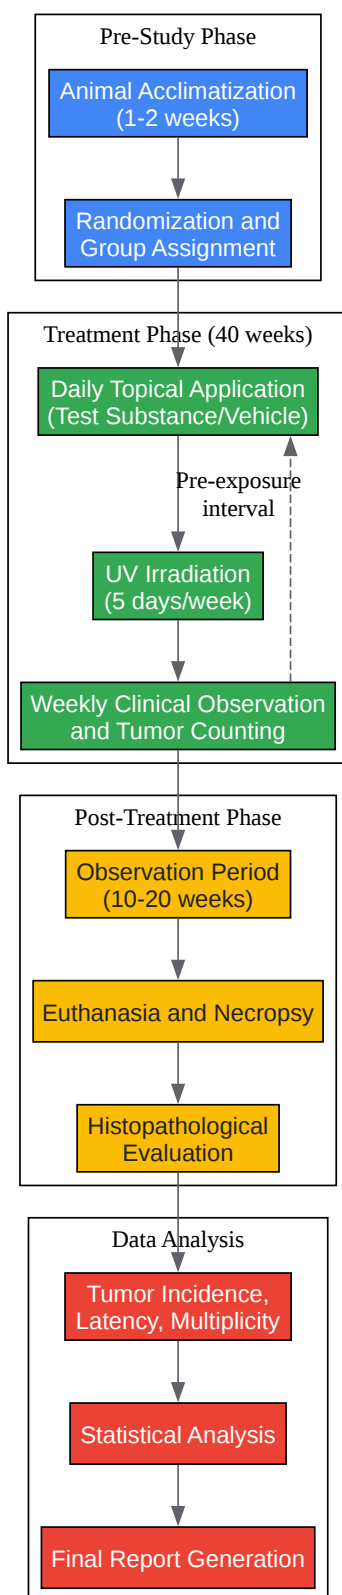 Pre-Study Phase
Animal Acclimatization
(1-2 weeks)
Randomization and
Group Assignment
Treatment Phase (40 weeks)
Daily Topical Application
(Test Substance/Vehicle)
Pre-exposure
interval
UV Irradiation
(5 days/week)
Weekly Clinical Observation
and Tumor Counting
Post-Treatment Phase
Observation Period
(10-20 weeks)
Euthanasia and Necropsy
Histopathological
Evaluation
Data Analysis
Tumor Incidence,
Latency, Multiplicity
Statistical Analysis
Final Report Generation